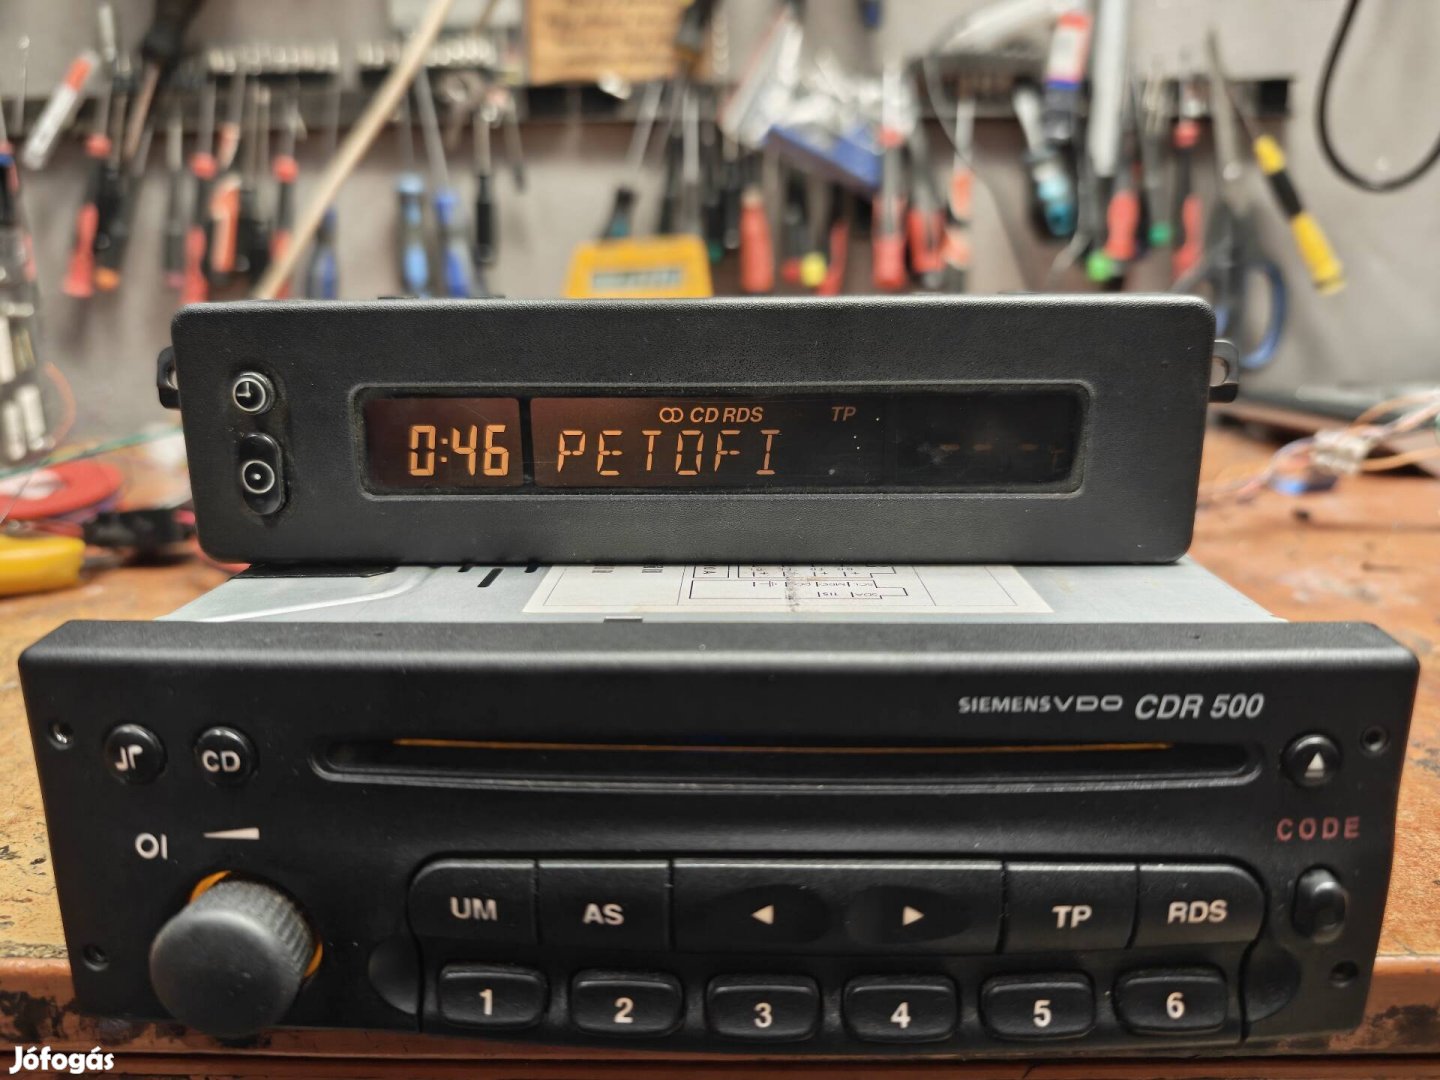 CD RDS TP
0:46 PETOFI
SIEMENS VDO CDR 500
CD
CODE
UM AS TP RDS
1 2 3 4 5 6
Jófogás